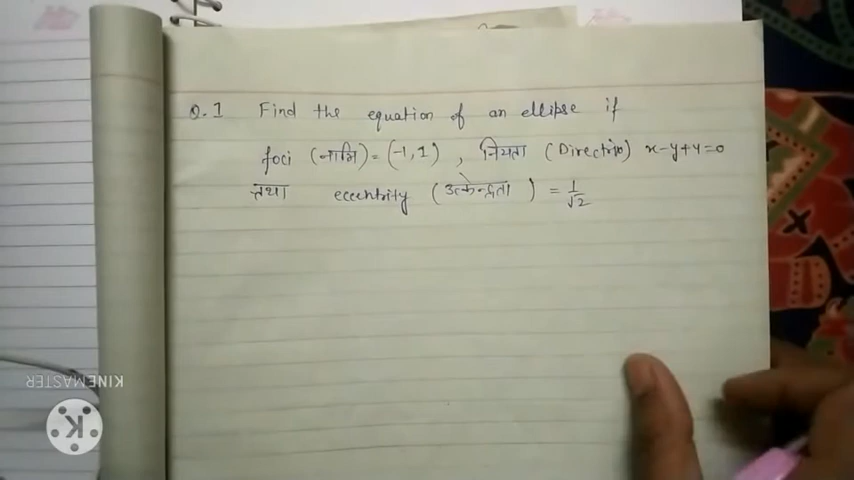 Q.1 Find the equation of an ellipse if
foci (नाभि) = (-1, 1), नियता (Directrix) x-y+4=0
तथा eccentrity (उत्केन्द्रता) = 1/√2
KINEMASTER
K